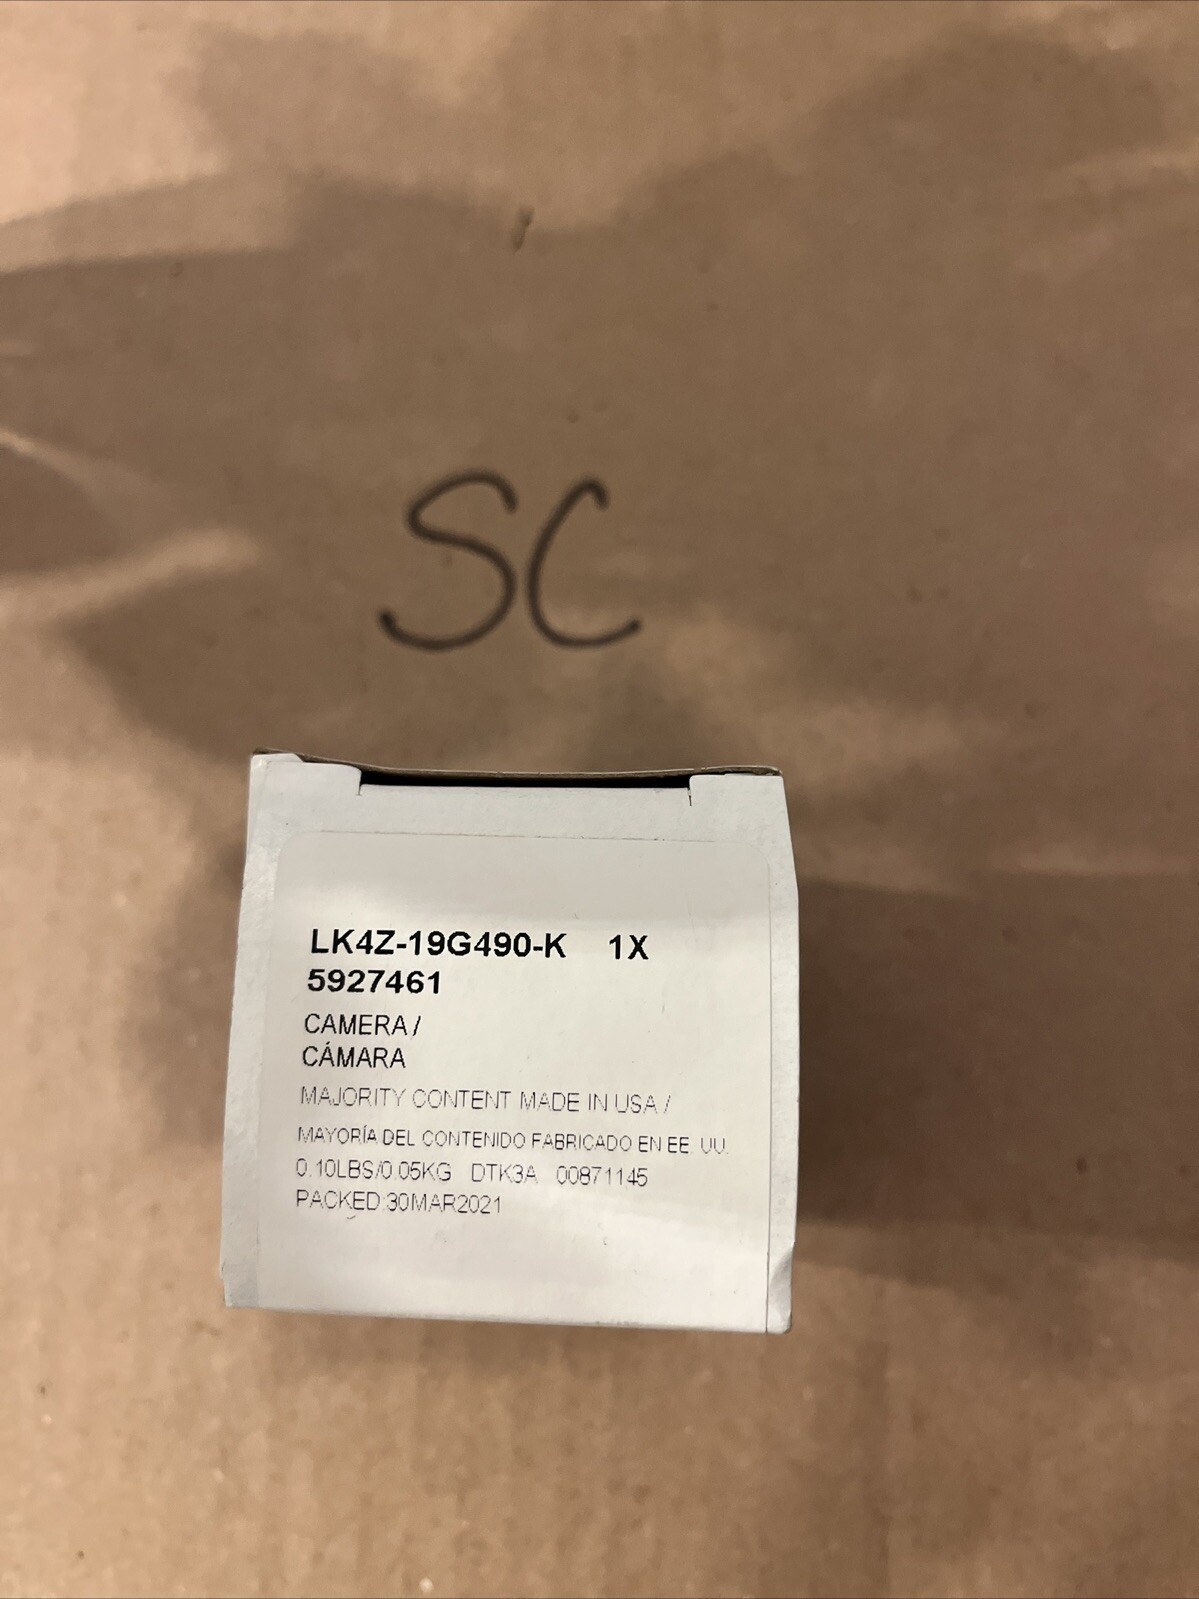 SC
LK4Z-19G490-K 1X
5927461
CAMERA /
CÁMARA
MAJORITY CONTENT MADE IN USA /
MAYORÍA DEL CONTENIDO FABRICADO EN EE. UU.
0.10LBS/0.05KG DTK3A 00871145
PACKED:30MAR2021